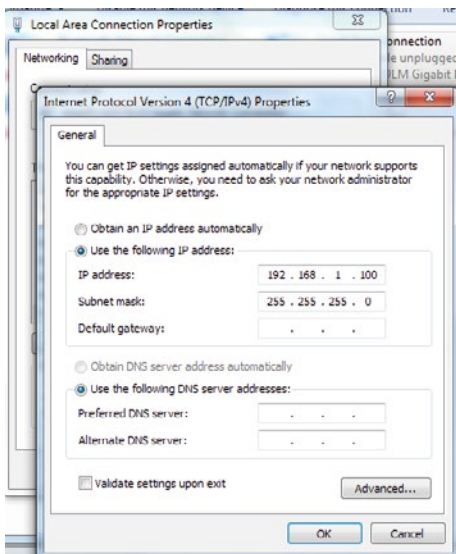 Local Area Connection Properties
onnection
e unplugged
Networking Sharing
Internet Protocol Version 4 (TCP/IPv4) Properties
General
You can get IP settings assigned automatically if your network supports
this capability. Otherwise, you need to ask your network administrator
for the appropriate IP settings.
Obtain an IP address automatically
Use the following IP address:
IP address: 192 . 168 . 1 . 100
Subnet mask: 255 . 255 . 255 . 0
Default gateway: . . .
Obtain DNS server address automatically
Use the following DNS server addresses:
Preferred DNS server: . . .
Alternate DNS server: . . .
Validate settings upon exit
Advanced...
OK Cancel